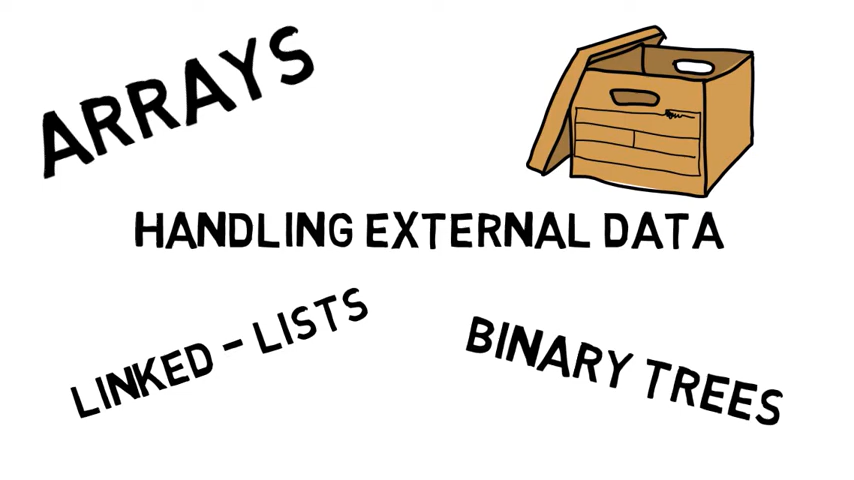 ARRAYS
HANDLING EXTERNAL DATA
LINKED - LISTS
BINARY TREES